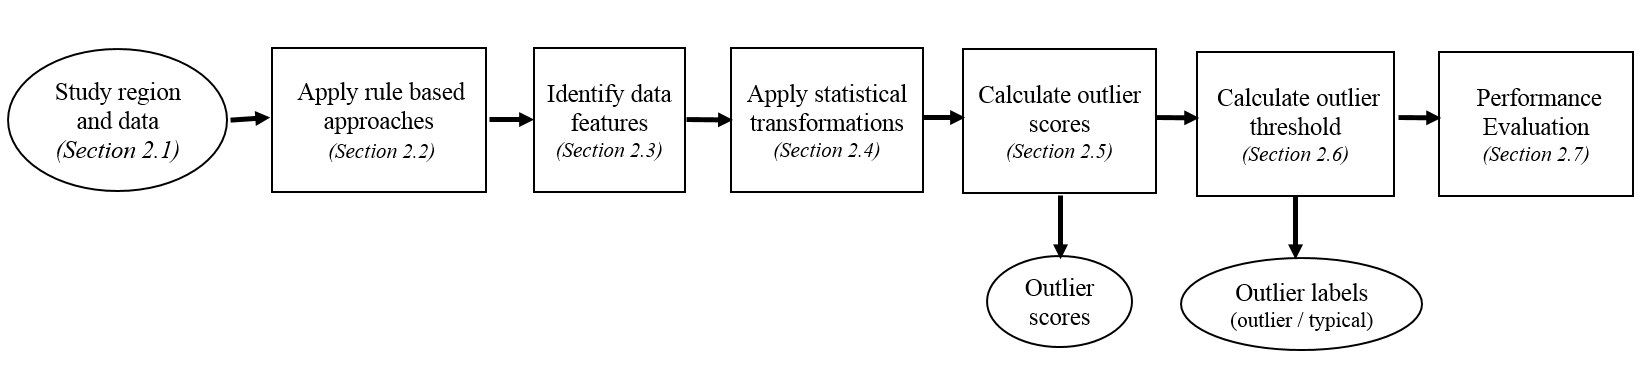 Study region
and data
(Section 2.1)
Apply rule based
approaches
(Section 2.2)
Identify data
features
(Section 2.3)
Apply statistical
transformations
(Section 2.4)
Calculate outlier
scores
(Section 2.5)
Calculate outlier
threshold
(Section 2.6)
Performance
Evaluation
(Section 2.7)
Outlier
scores
Outlier labels
(outlier / typical)